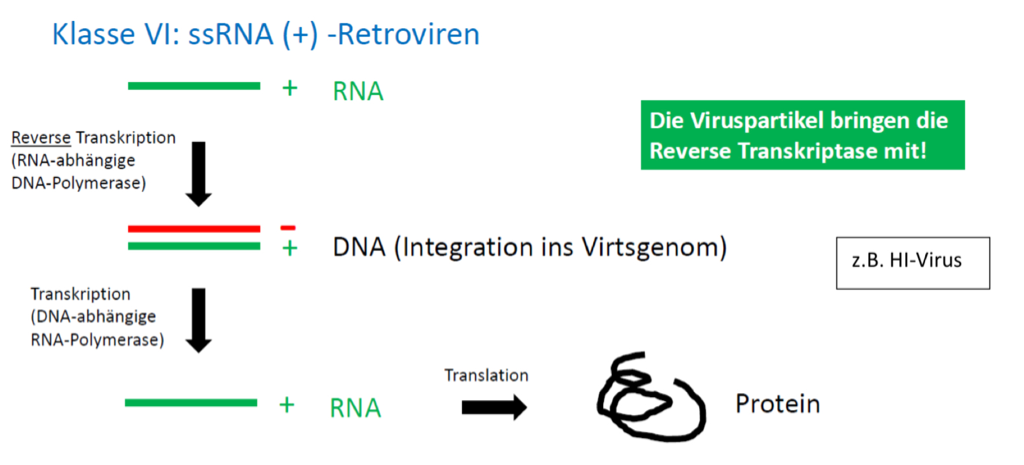 Klasse VI: ssRNA (+) -Retroviren
+ RNA
Die Viruspartikel bringen die
Reverse Transkriptase mit!
Reverse Transkription
(RNA-abhängige
DNA-Polymerase)
-
+ DNA (Integration ins Virtsgenom)
z.B. HI-Virus
Transkription
(DNA-abhängige
RNA-Polymerase)
+ RNA
Translation
Protein